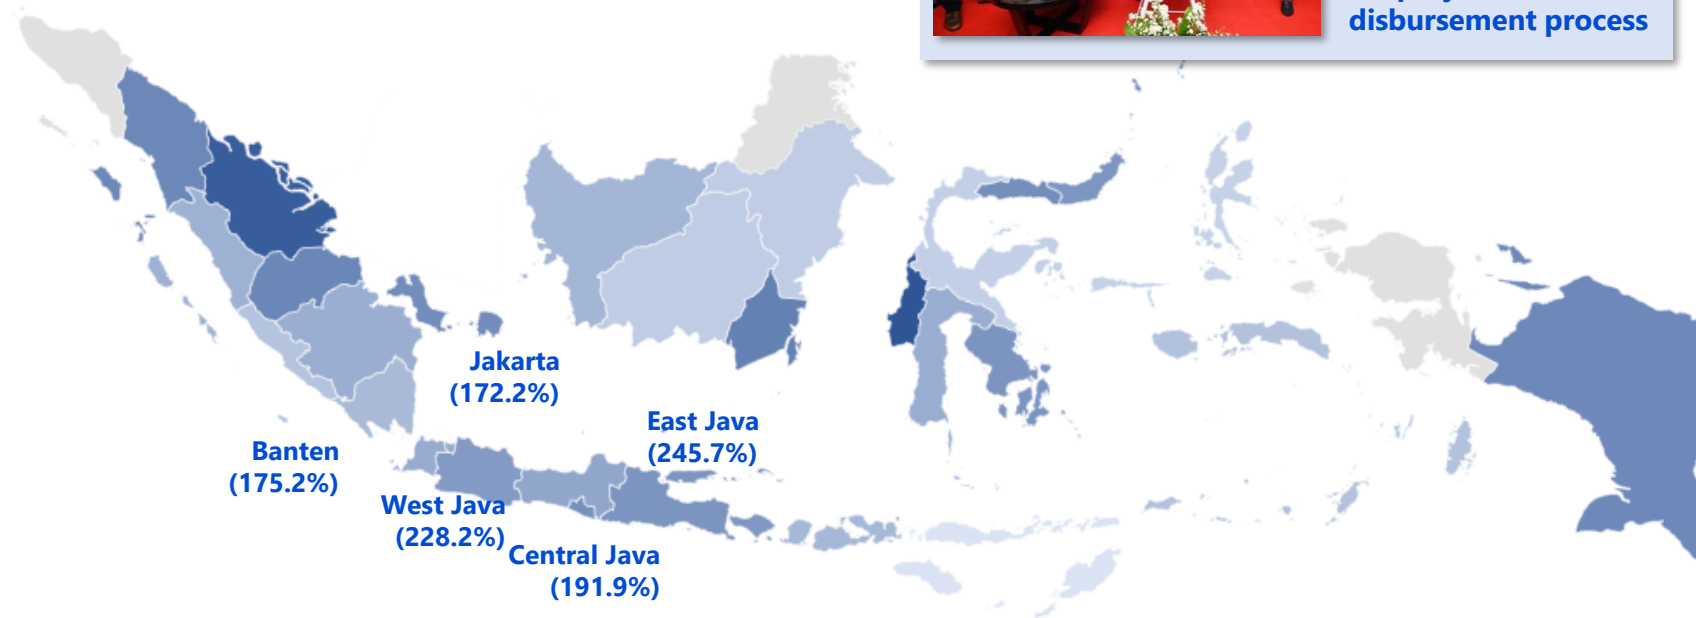 disbursement process
Jakarta
(172.2%)
East Java
(245.7%)
Banten
(175.2%)
West Java
(228.2%)
Central Java
(191.9%)